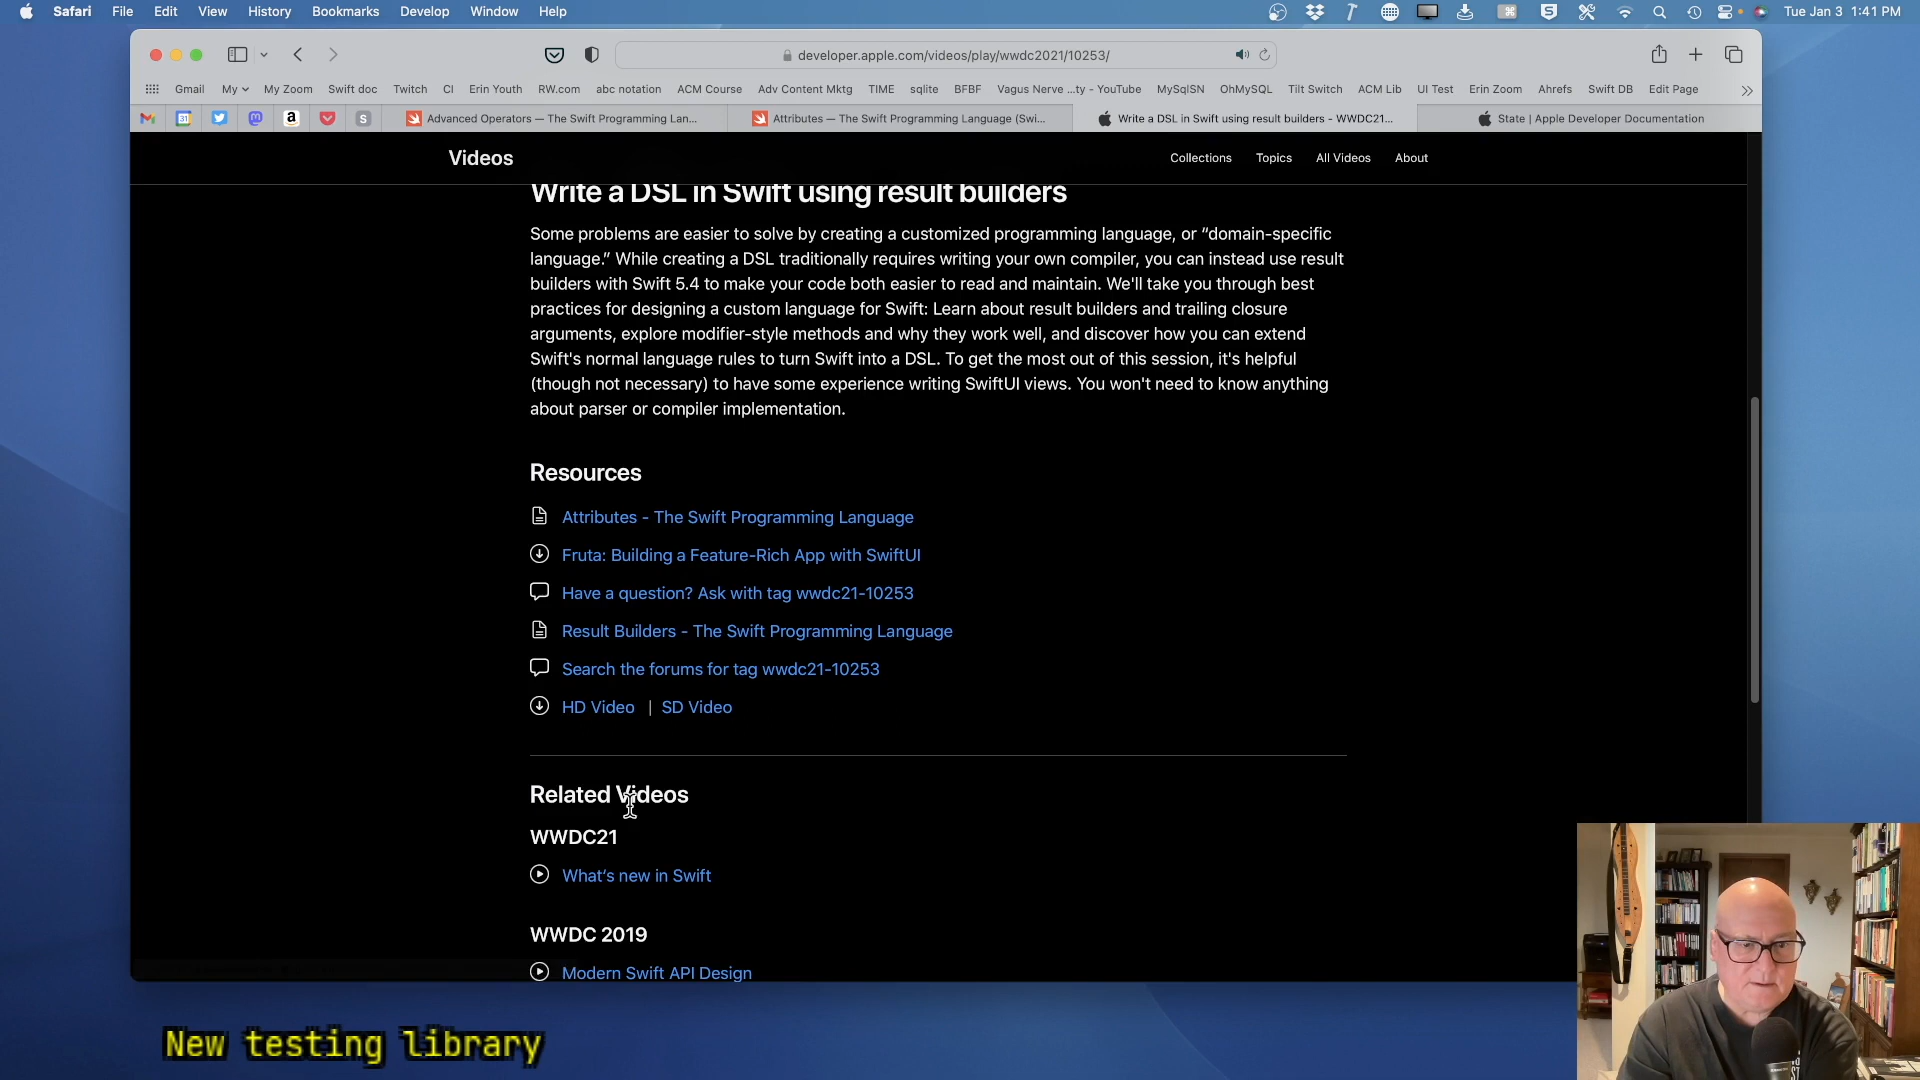 Safari File Edit View History Bookmarks Develop Window Help Tue Jan 3 1:41 PM
developer.apple.com/videos/play/wwdc2021/10253/
Gmail My My Zoom Swift doc Twitch CI Erin Youth RW.com abc notation ACM Course Adv Content Mktg TIME sqlite BFBF Vagus Nerve ...ty - YouTube MySqlSN OhMySQL Tilt Switch ACM Lib UI Test Erin Zoom Ahrefs Swift DB Edit Page
31 a S Advanced Operators — The Swift Programming Lan... Attributes — The Swift Programming Language (Swi... Write a DSL in Swift using result builders - WWDC21... State | Apple Developer Documentation
Videos Collections Topics All Videos About
Write a DSL in Swift using result builders
Some problems are easier to solve by creating a customized programming language, or “domain-specific
language.” While creating a DSL traditionally requires writing your own compiler, you can instead use result
builders with Swift 5.4 to make your code both easier to read and maintain. We'll take you through best
practices for designing a custom language for Swift: Learn about result builders and trailing closure
arguments, explore modifier-style methods and why they work well, and discover how you can extend
Swift's normal language rules to turn Swift into a DSL. To get the most out of this session, it's helpful
(though not necessary) to have some experience writing SwiftUI views. You won't need to know anything
about parser or compiler implementation.
Resources
Attributes - The Swift Programming Language
Fruta: Building a Feature-Rich App with SwiftUI
Have a question? Ask with tag wwdc21-10253
Result Builders - The Swift Programming Language
Search the forums for tag wwdc21-10253
HD Video | SD Video
Related Videos
WWDC21
What's new in Swift
WWDC 2019
Modern Swift API Design
New testing library